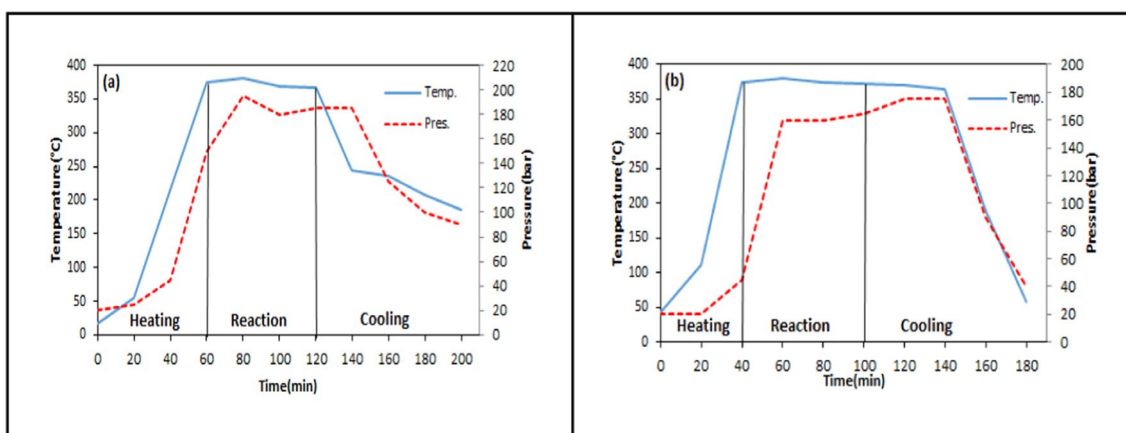 (a)
Temp.
Pres.
400
350
300
250
200
150
100
50
0
220
200
180
160
140
120
100
80
60
40
20
0
Temperature(°C)
Pressure(bar)
Heating Reaction Cooling
0 20 40 60 80 100 120 140 160 180 200
Time(min)
(b)
Temp.
Pres.
400
350
300
250
200
150
100
50
0
200
180
160
140
120
100
80
60
40
20
0
Temperature(°C)
Pressure(bar)
Heating Reaction Cooling
0 20 40 60 80 100 120 140 160 180
Time(min)